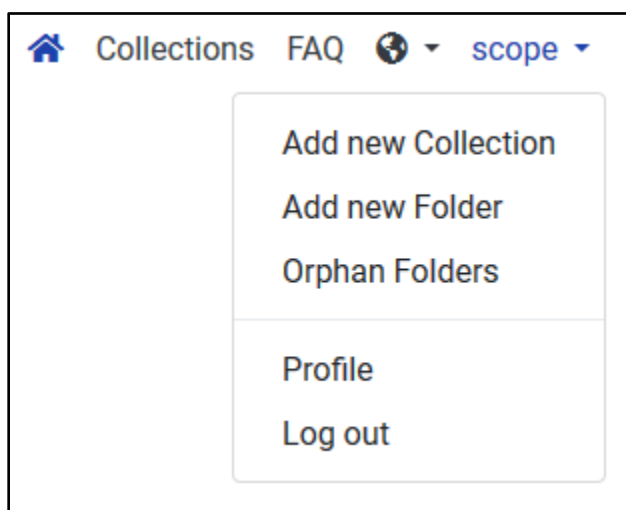 Collections FAQ scope
Add new Collection
Add new Folder
Orphan Folders
Profile
Log out